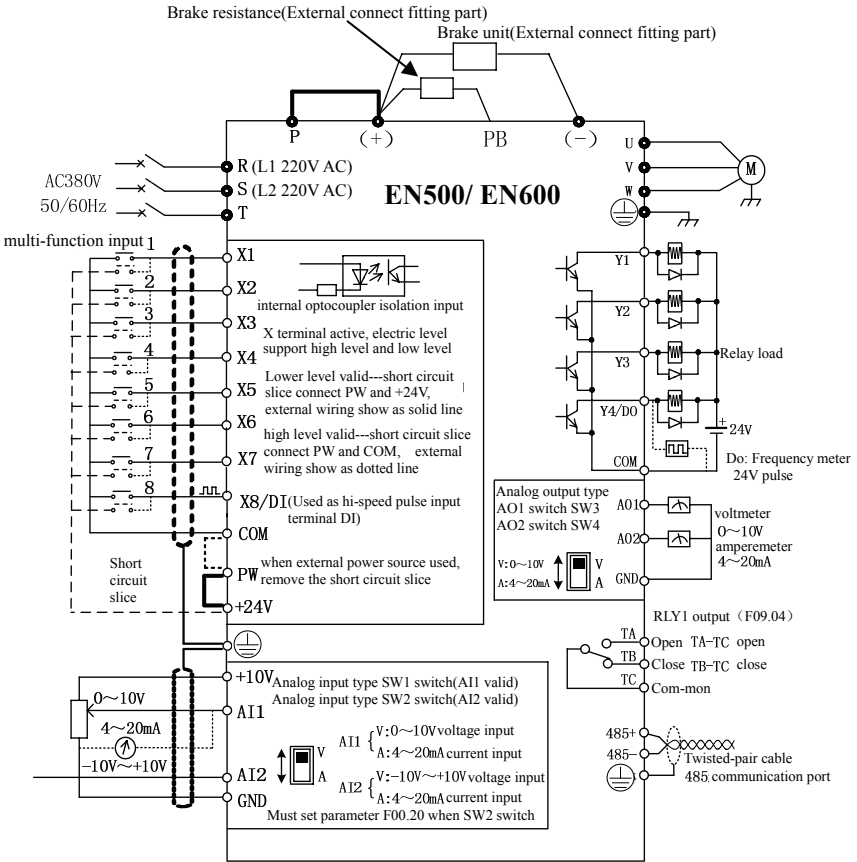 Brake resistance(External connect fitting part)
Brake unit(External connect fitting part)
P
(+)
PB
(-)
R (L1 220V AC)
S (L2 220V AC)
T
AC380V
50/60Hz
EN500/ EN600
U
V
W
M
multi-function input
1
2
3
4
5
6
7
8
X1
X2
X3
X4
X5
X6
X7
X8/DI(Used as hi-speed pulse input
terminal DI)
COM
PW
+24V
internal optocoupler isolation input
X terminal active, electric level
support high level and low level
Lower level valid---short circuit
slice connect PW and +24V,
external wiring show as solid line
high level valid---short circuit slice
connect PW and COM, external
wiring show as dotted line
when external power source used,
remove the short circuit slice
Short
circuit
slice
Y1
Y2
Y3
Y4/DO
COM
Relay load
+
24V
Do: Frequency meter
24V pulse
Analog output type
AO1 switch SW3
AO2 switch SW4
V:0～10V
A:4～20mA
V
A
AO1
AO2
GND
voltmeter
0～10V
amperemeter
4～20mA
RLY1 output（F09.04）
TA
Open TA-TC open
TB
Close TB-TC close
TC
Com-mon
+10V
AI1
AI2
GND
0～10V
4～20mA
-10V～+10V
Analog input type SW1 switch(AI1 valid)
Analog input type SW2 switch(AI2 valid)
V
A
AI1
V:0～10V voltage input
A:4～20mA current input
AI2
V:-10V～+10V voltage input
A:4～20mA current input
Must set parameter F00.20 when SW2 switch
485+
485-
Twisted-pair cable
485 communication port